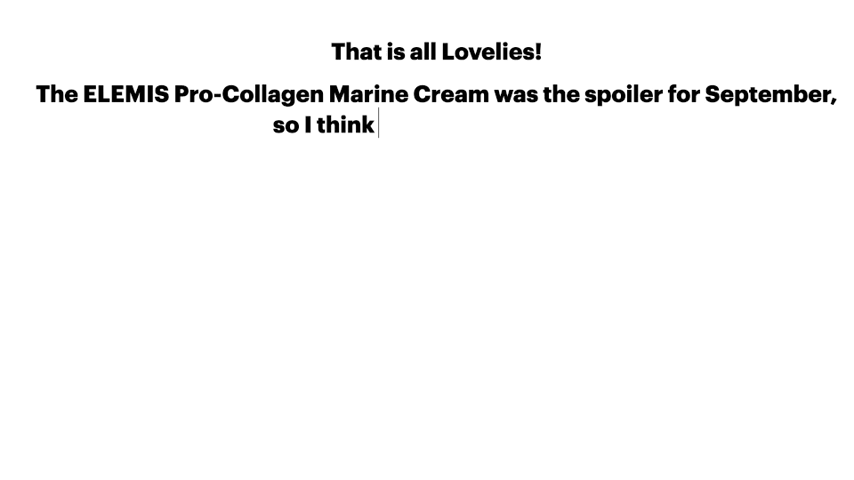 That is all Lovelies!
The ELEMIS Pro-Collagen Marine Cream was the spoiler for September,
so I think